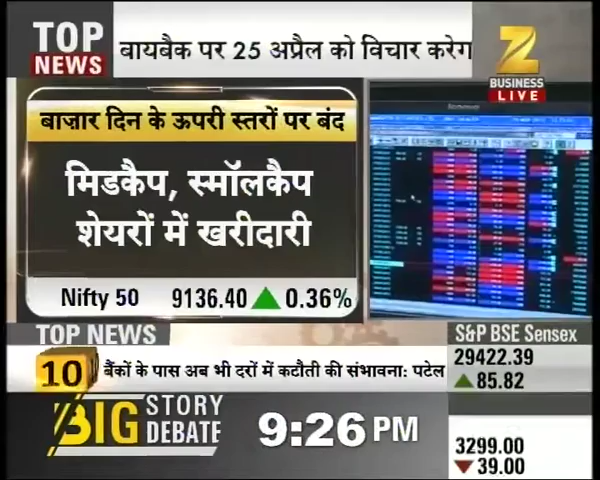 TOP
NEWS
बायबैक पर 25 अप्रैल को विचार करेग
Z
BUSINESS
LIVE
बाज़ार दिन के ऊपरी स्तरों पर बंद
मिडकैप, स्मॉलकैप
शेयरों में खरीदारी
Nifty 50 9136.40 ▲ 0.36%
TOP NEWS
10 बैंकों के पास अब भी दरों में कटौती की संभावना: पटेल
S&P BSE Sensex
29422.39
▲ 85.82
BIG STORY
DEBATE
9:26 PM
3299.00
▼ 39.00